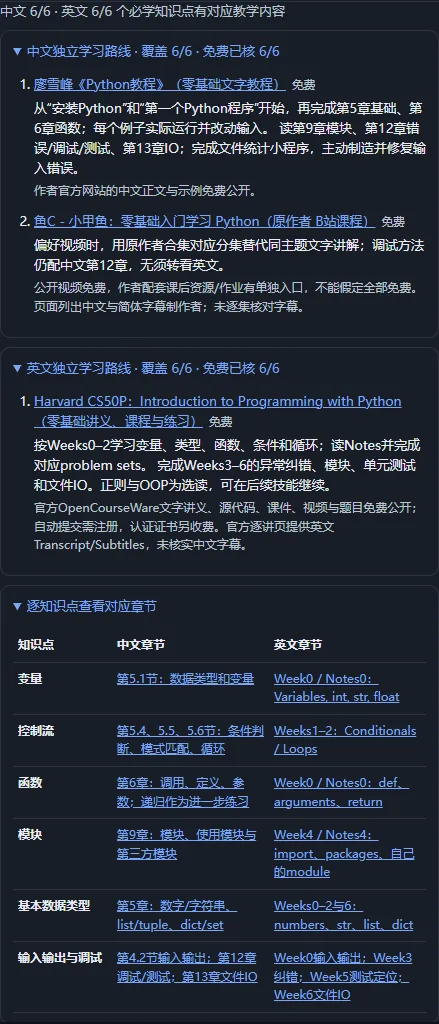 中文 6/6 · 英文 6/6 个必学知识点有对应教学内容
▼ 中文独立学习路线 · 覆盖 6/6 · 免费已核 6/6
1. 廖雪峰《Python教程》（零基础文字教程） 免费
从“安装Python”和“第一个Python程序”开始，再完成第5章基础、第
6章函数；每个例子实际运行并改动输入。 读第9章模块、第12章错
误/调试/测试、第13章IO；完成文件统计小程序，主动制造并修复输
入错误。
作者官方网站的中文正文与示例免费公开。
2. 鱼C - 小甲鱼：零基础入门学习 Python（原作者 B站课程） 免费
偏好视频时，用原作者合集对应分集替代同主题文字讲解；调试方法
仍配中文第12章，无须转看英文。
公开视频免费，作者配套课后资源/作业有单独入口，不能假定全部免费。
页面列出中文与简体字幕制作者；未逐集核对字幕。
▼ 英文独立学习路线 · 覆盖 6/6 · 免费已核 6/6
1. Harvard CS50P：Introduction to Programming with Python
（零基础讲义、课程与练习） 免费
按Weeks0–2学习变量、类型、函数、条件和循环；读Notes并完成
对应problem sets。 完成Weeks3–6的异常纠错、模块、单元测试
和文件IO。正则与OOP为选读，可在后续技能继续。
官方OpenCourseWare文字讲义、源代码、课件、视频与题目免费公开；
自动提交需注册，认证证书另收费。官方逐讲页提供英文
Transcript/Subtitles，未核实中文字幕。
▼ 逐知识点查看对应章节
知识点 中文章节 英文章节
变量 第5.1节：数据类型和变量 Week0 / Notes0：
Variables, int, str, float
控制流 第5.4、5.5、5.6节：条件判 Weeks1–2：Conditionals
断、模式匹配、循环 / Loops
函数 第6章：调用、定义、参 Week0 / Notes0：def、
数；递归作为进一步练习 arguments、return
模块 第9章：模块、使用模块与 Week4 / Notes4：
第三方模块 import、packages、自己
的module
基本数据类型 第5章：数字/字符串、 Weeks0–2与6：
list/tuple、dict/set numbers、str、list、dict
输入输出与调试 第4.2节输入输出；第12章 Week0输入输出；Week3
调试/测试；第13章文件IO 纠错；Week5测试定位；
Week6文件IO